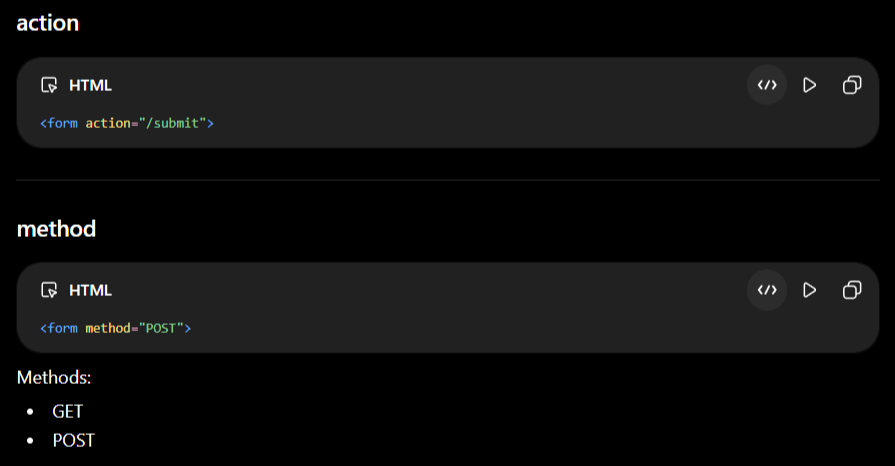 action
HTML
<form action="/submit">
method
HTML
<form method="POST">
Methods:
GET
POST